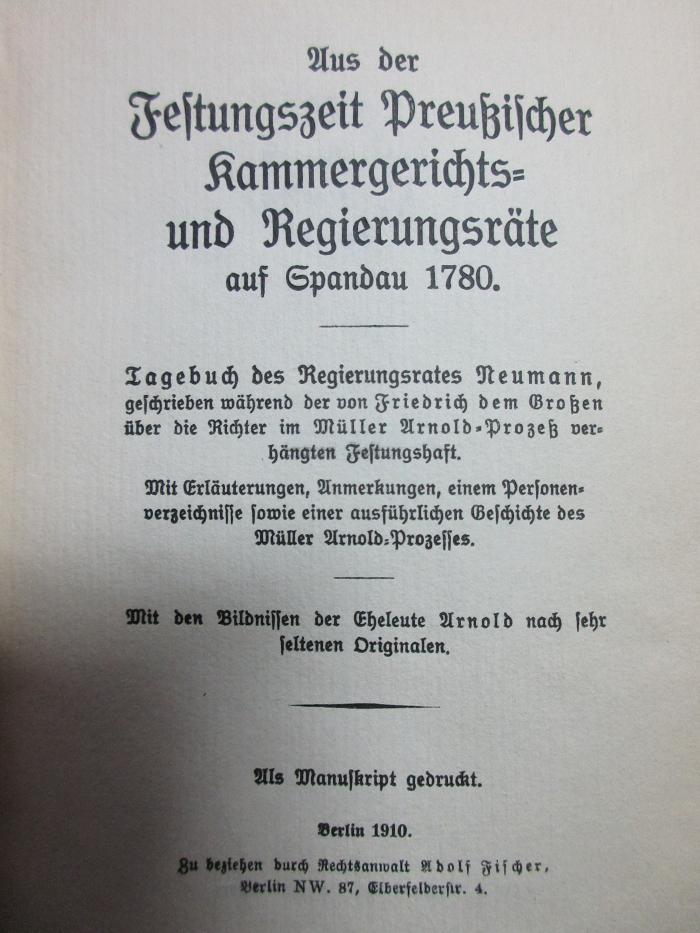 Aus der
Festungszeit Preußischer
Kammergerichts-
und Regierungsräte
auf Spandau 1780.
Tagebuch des Regierungsrates Neumann,
geschrieben während der von Friedrich dem Großen
über die Richter im Müller Arnold-Prozeß ver-
hängten Festungshaft.
Mit Erläuterungen, Anmerkungen, einem Personen-
verzeichnisse sowie einer ausführlichen Geschichte des
Müller Arnold-Prozesses.
Mit den Bildnissen der Eheleute Arnold nach sehr
seltenen Originalen.
Als Manuskript gedruckt.
Berlin 1910.
Zu beziehen durch Rechtsanwalt Adolf Fischer,
Berlin NW. 87, Elberfelderstr. 4.